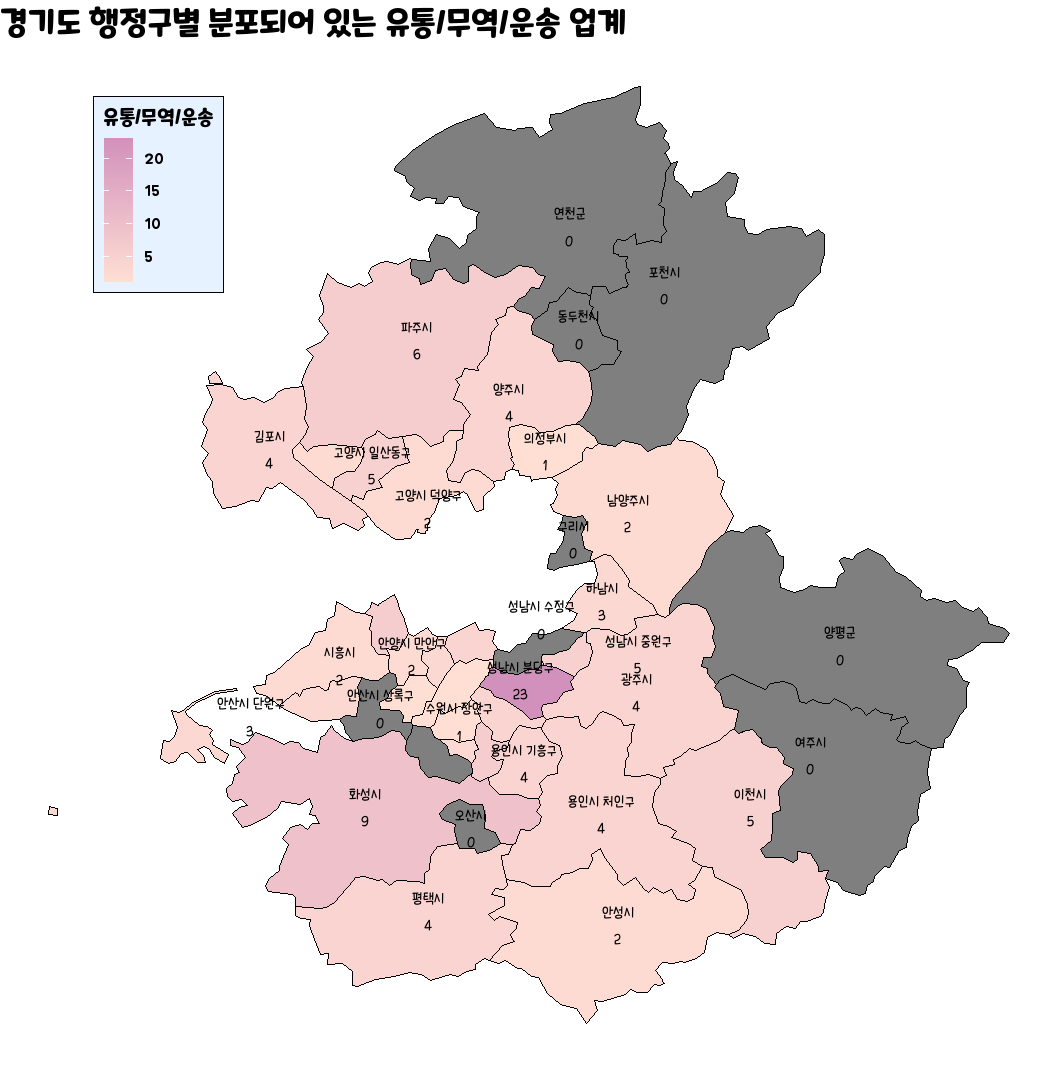 경기도 행정구별 분포되어 있는 유통/무역/운송 업계
유통/무역/운송
20
15
10
5
연천군
0
포천시
0
동두천시
0
파주시
6
양주시
4
김포시
4
의정부시
1
고양시 일산동구
5
고양시 덕양구
2
남양주시
2
구리시
0
하남시
3
성남시 수정구
0
양평군
0
성남시 중원구
5
안양시 만안구
2
시흥시
2
성남시 분당구
23
광주시
4
안산시 상록구
0
안산시 단원구
3
수원시 장안구
1
여주시
0
용인시 기흥구
4
화성시
9
용인시 처인구
4
이천시
5
오산시
0
평택시
4
안성시
2